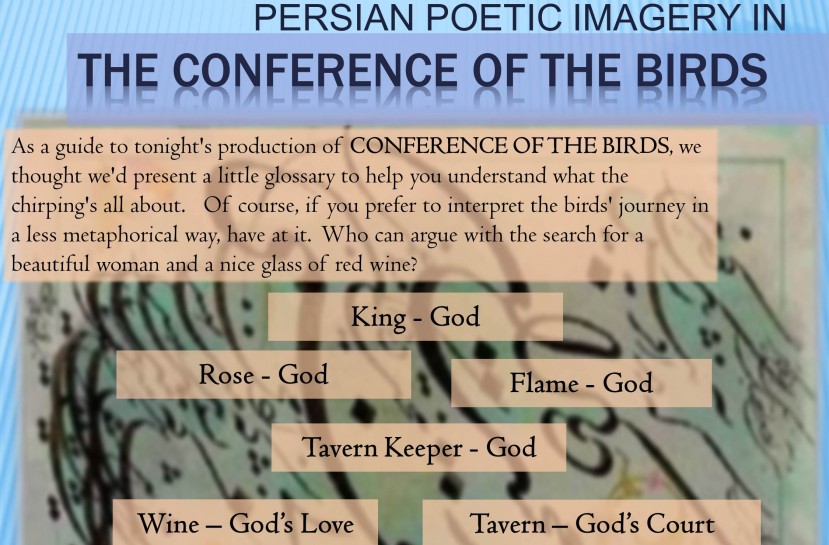 PERSIAN POETIC IMAGERY IN
THE CONFERENCE OF THE BIRDS
As a guide to tonight's production of CONFERENCE OF THE BIRDS, we
thought we'd present a little glossary to help you understand what the
chirping's all about. Of course, if you prefer to interpret the birds' journey in
a less metaphorical way, have at it. Who can argue with the search for a
beautiful woman and a nice glass of red wine?
King - God
Rose - God
Flame - God
Tavern Keeper - God
Wine – God's Love
Tavern – God's Court